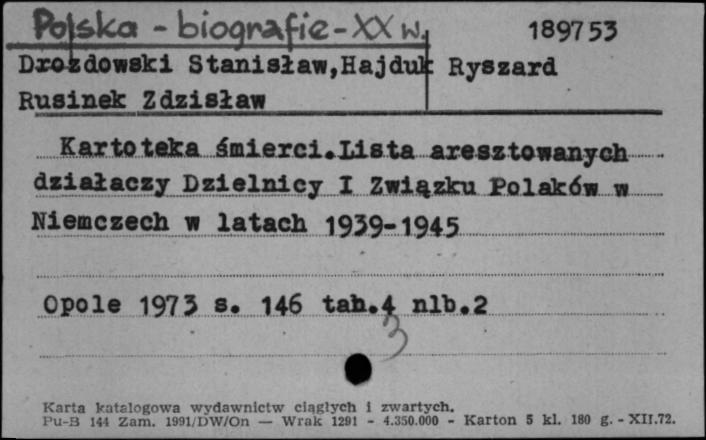 Polska - biografie - XX w. 189753
Drozdowski Stanisław,Hajduk Ryszard
Rusinek Zdzisław
Kartoteka śmierci.Lista aresztowanych
działaczy Dzielnicy I Związku Polaków w
Niemczech w latach 1939-1945
Opole 1973 s. 146 tab.4 nlb.2
3
Karta katalogowa wydawnictw ciągłych i zwartych.
Pu-B 144 Zam. 1991/DW/On — Wrak 1291 - 4.350.000 - Karton 5 kl. 180 g. - XII.72.